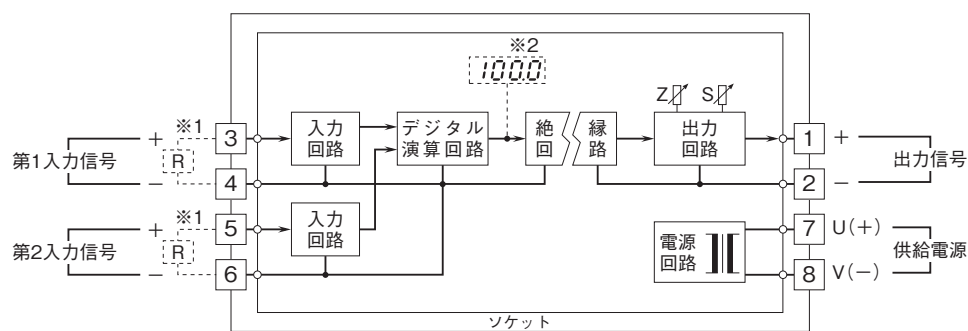 ※2
100.0
Z S
※1
+ 3 入力回路 デジタル演算回路 絶縁回路 出力回路 1 +
第1入力信号 R 出力信号
− 4 2 −
※1
+ 5 入力回路 電源回路 7 U(+)
第2入力信号 R 供給電源
− 6 8 V(−)
ソケット